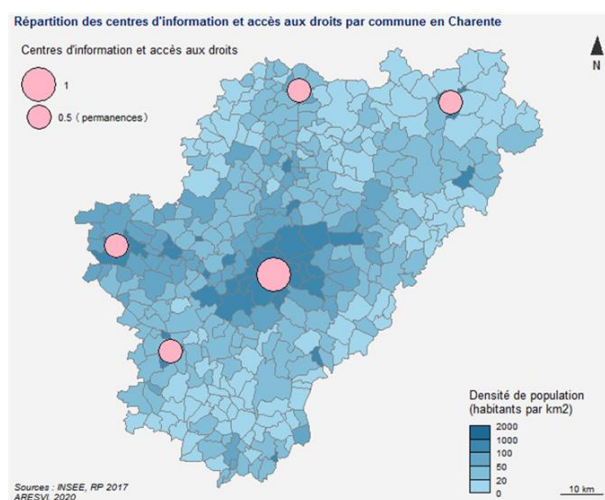 Répartition des centres d'information et accès aux droits par commune en Charente
Centres d'information et accès aux droits
1
0.5 (permanences)
N
Densité de population
(habitants par km2)
2000
1000
100
50
20
0
10 km
Sources : INSEE, RP 2017
ARESVI, 2020